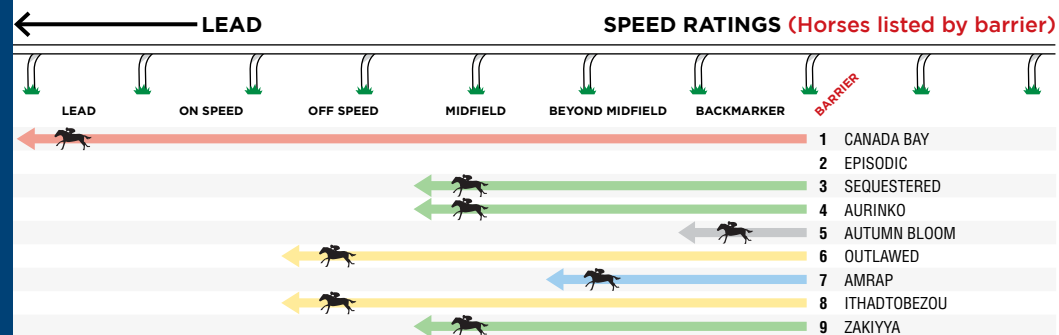 LEAD SPEED RATINGS (Horses listed by barrier)
LEAD ON SPEED OFF SPEED MIDFIELD BEYOND MIDFIELD BACKMARKER BARRIER
1 CANADA BAY
2 EPISODIC
3 SEQUESTERED
4 AURINKO
5 AUTUMN BLOOM
6 OUTLAWED
7 AMRAP
8 ITHADTOBEZOU
9 ZAKIYYA